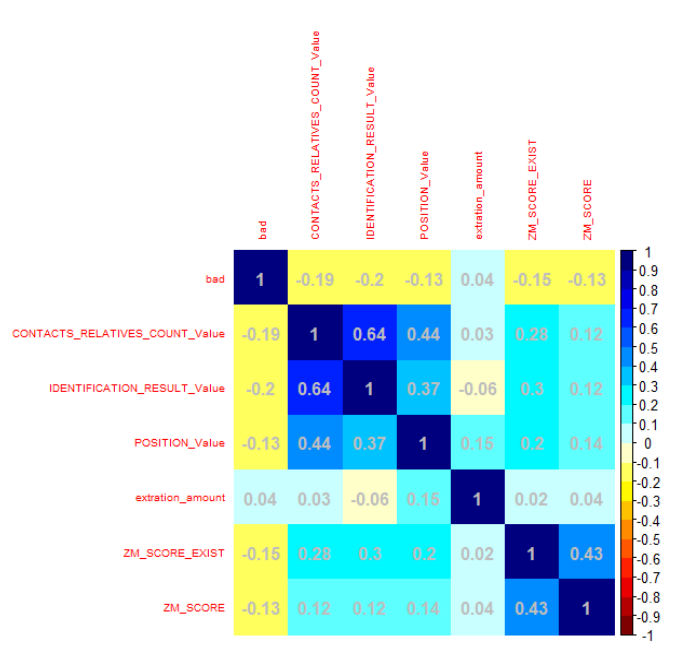 bad CONTACTS_RELATIVES_COUNT_Value IDENTIFICATION_RESULT_Value POSITION_Value extration_amount ZM_SCORE_EXIST ZM_SCORE
bad 1 -0.19 -0.2 -0.13 0.04 -0.15 -0.13
CONTACTS_RELATIVES_COUNT_Value -0.19 1 0.64 0.44 0.03 0.28 0.12
IDENTIFICATION_RESULT_Value -0.2 0.64 1 0.37 -0.06 0.3 0.12
POSITION_Value -0.13 0.44 0.37 1 0.15 0.2 0.14
extration_amount 0.04 0.03 -0.06 0.15 1 0.02 0.04
ZM_SCORE_EXIST -0.15 0.28 0.3 0.2 0.02 1 0.43
ZM_SCORE -0.13 0.12 0.12 0.14 0.04 0.43 1
1
0.9
0.8
0.7
0.6
0.5
0.4
0.3
0.2
0.1
0
-0.1
-0.2
-0.3
-0.4
-0.5
-0.6
-0.7
-0.8
-0.9
-1